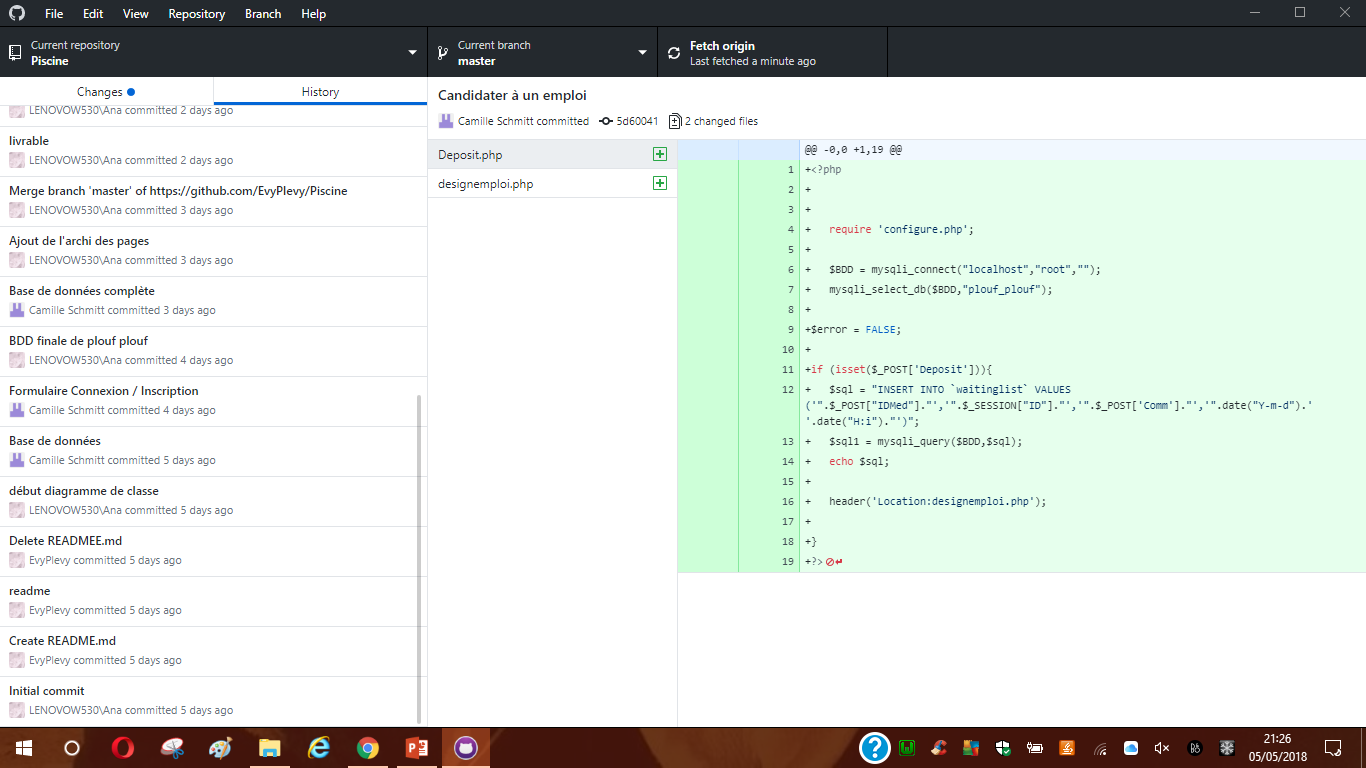 File Edit View Repository Branch Help
Current repository
Piscine
Current branch
master
Fetch origin
Last fetched a minute ago
Changes
History
LENOVOW530\Ana committed 2 days ago
livrable
LENOVOW530\Ana committed 2 days ago
Merge branch 'master' of https://github.com/EvyPlevy/Piscine
LENOVOW530\Ana committed 3 days ago
Ajout de l'archi des pages
LENOVOW530\Ana committed 3 days ago
Base de données complète
Camille Schmitt committed 3 days ago
BDD finale de plouf plouf
LENOVOW530\Ana committed 4 days ago
Formulaire Connexion / Inscription
Camille Schmitt committed 4 days ago
Base de données
Camille Schmitt committed 5 days ago
début diagramme de classe
LENOVOW530\Ana committed 5 days ago
Delete READMEE.md
EvyPlevy committed 5 days ago
readme
EvyPlevy committed 5 days ago
Create README.md
EvyPlevy committed 5 days ago
Initial commit
LENOVOW530\Ana committed 5 days ago
Candidater à un emploi
Camille Schmitt committed 5d60041 2 changed files
Deposit.php
designemploi.php
@@ -0,0 +1,19 @@
1 +<?php
2 +
3 +
4 + require 'configure.php';
5 +
6 + $BDD = mysqli_connect("localhost","root","");
7 + mysqli_select_db($BDD,"plouf_plouf");
8 +
9 +$error = FALSE;
10 +
11 +if (isset($_POST['Deposit'])){
12 + $sql = "INSERT INTO `waitinglist` VALUES
('".$_POST["IDMed"]."','".$_SESSION["ID"]."','".$_POST['Comm']."','".date("Y-m-d").'
'.date("H:i")."')";
13 + $sql1 = mysqli_query($BDD,$sql);
14 + echo $sql;
15 +
16 + header('Location:designemploi.php');
17 +
18 +}
19 +?>
21:26
05/05/2018